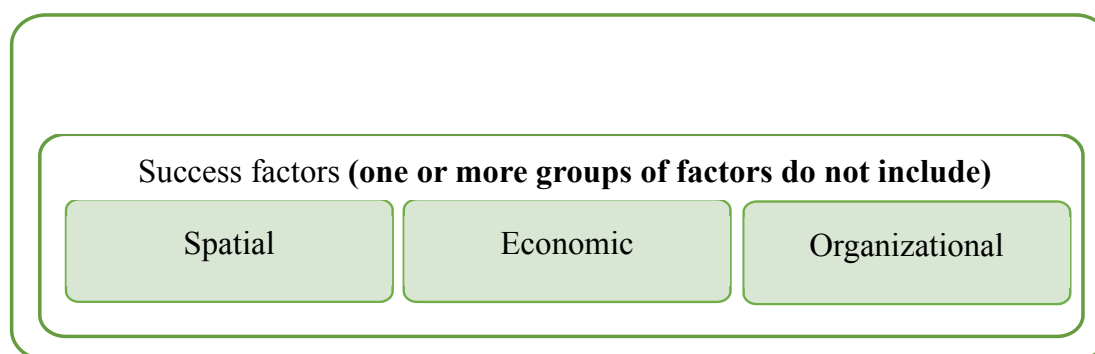 Success factors (one or more groups of factors do not include)
Spatial
Economic
Organizational